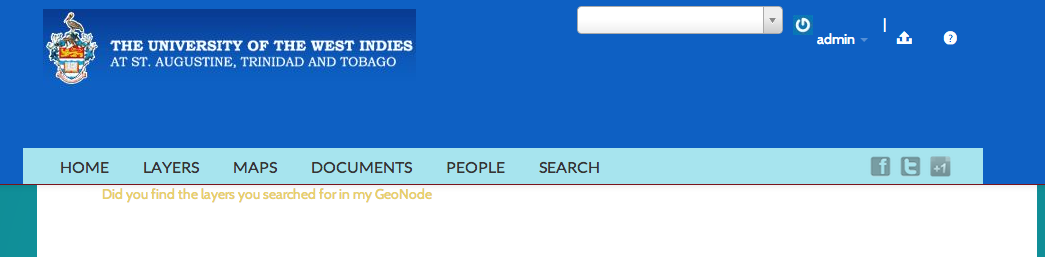 THE UNIVERSITY OF THE WEST INDIES
AT ST. AUGUSTINE, TRINIDAD AND TOBAGO
admin |
?
HOME LAYERS MAPS DOCUMENTS PEOPLE SEARCH f t +1
Did you find the layers you searched for in my GeoNode